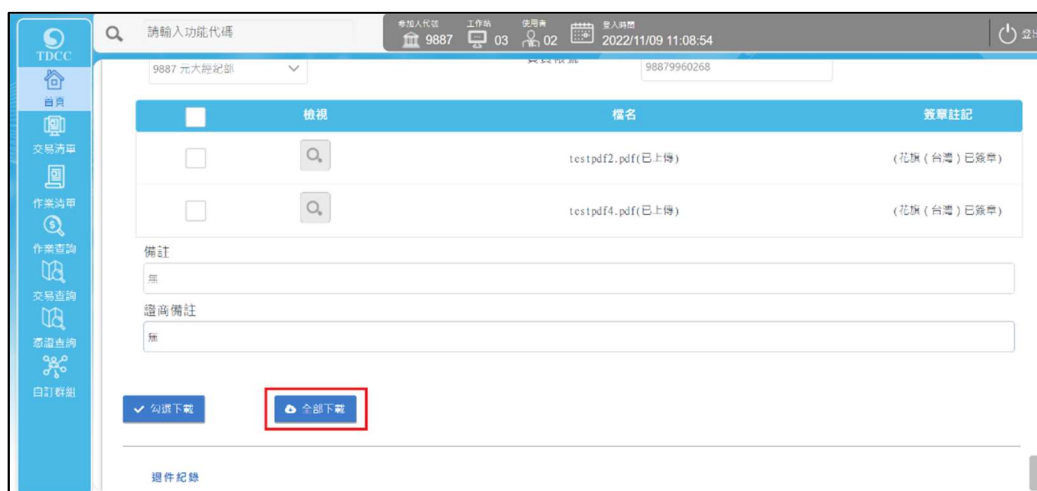 TDCC
請輸入功能代碼
參加人代號 9887
工作站 03
使用者 02
登入時間 2022/11/09 11:08:54
首頁
交易清單
作業清單
作業查詢
交易查詢
憑證查詢
自訂群組
9887 元大經紀部
98879960268
檢視 檔名 簽章註記
testpdf2.pdf(已上傳) (花旗(台灣)已簽章)
testpdf4.pdf(已上傳) (花旗(台灣)已簽章)
備註
無
證商備註
無
勾選下載 全部下載
退件紀錄